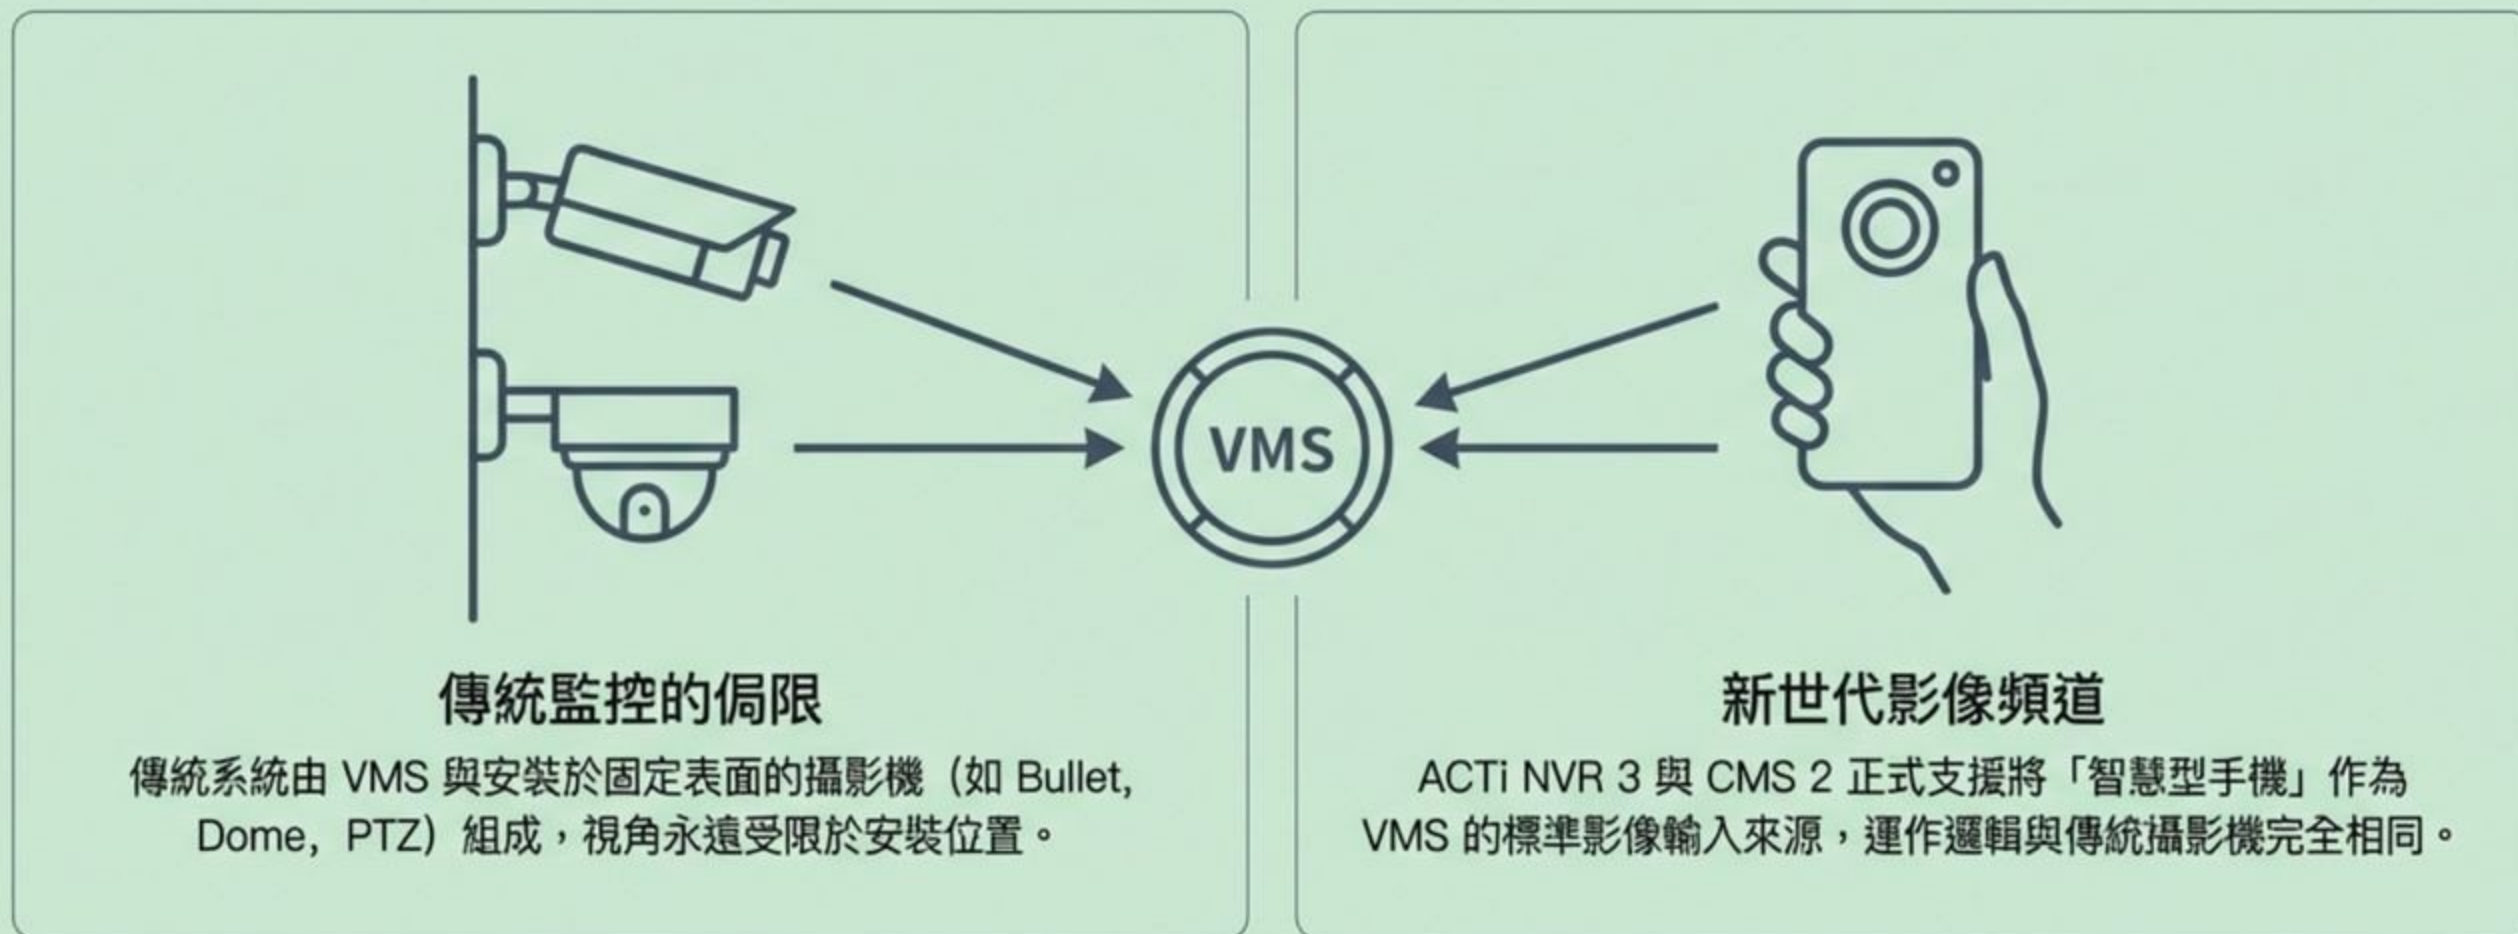 VMS
傳統監控的侷限
傳統系統由 VMS 與安裝於固定表面的攝影機（如 Bullet,
Dome，PTZ）組成，視角永遠受限於安裝位置。
新世代影像頻道
ACTi NVR 3 與 CMS 2 正式支援將「智慧型手機」作為
VMS 的標準影像輸入來源，運作邏輯與傳統攝影機完全相同。